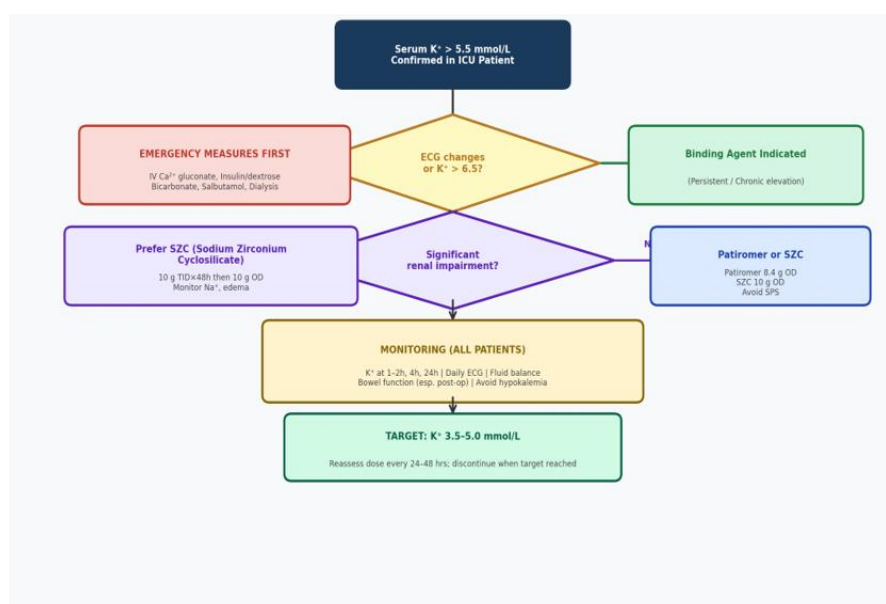 Serum K⁺ > 5.5 mmol/L
Confirmed in ICU Patient
ECG changes
or K⁺ > 6.5?
EMERGENCY MEASURES FIRST
IV Ca²⁺ gluconate, Insulin/dextrose
Bicarbonate, Salbutamol, Dialysis
Binding Agent Indicated
(Persistent / Chronic elevation)
Significant
renal impairment?
Prefer SZC (Sodium Zirconium
Cyclosilicate)
10 g TID×48h then 10 g OD
Monitor Na⁺, edema
N
Patiromer or SZC
Patiromer 8.4 g OD
SZC 10 g OD
Avoid SPS
MONITORING (ALL PATIENTS)
K⁺ at 1–2h, 4h, 24h | Daily ECG | Fluid balance
Bowel function (esp. post-op) | Avoid hypokalemia
TARGET: K⁺ 3.5–5.0 mmol/L
Reassess dose every 24–48 hrs; discontinue when target reached